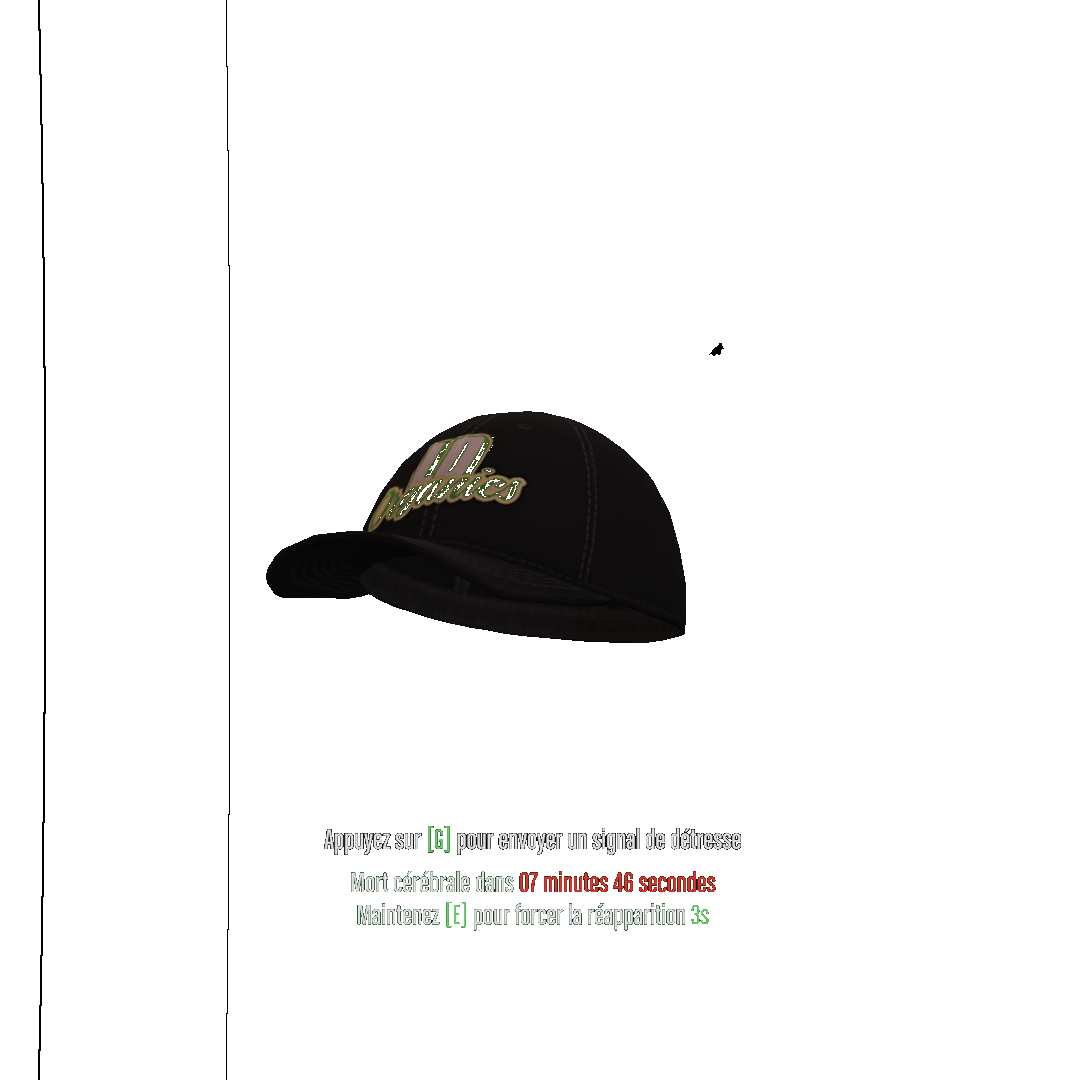 Organics
Appuyez sur [G] pour envoyer un signal de détresse
Mort cérébrale dans 07 minutes 46 secondes
Maintenez [E] pour forcer la réapparition 3s